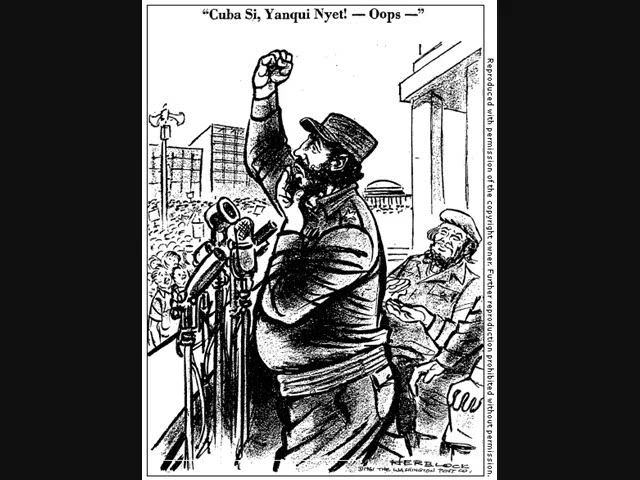 "Cuba Si, Yanqui Nyet! — Oops —"
Reproduced with permission of the copyright owner. Further reproduction prohibited without permission.
HERBLOCK
THE WASHINGTON POST CO.